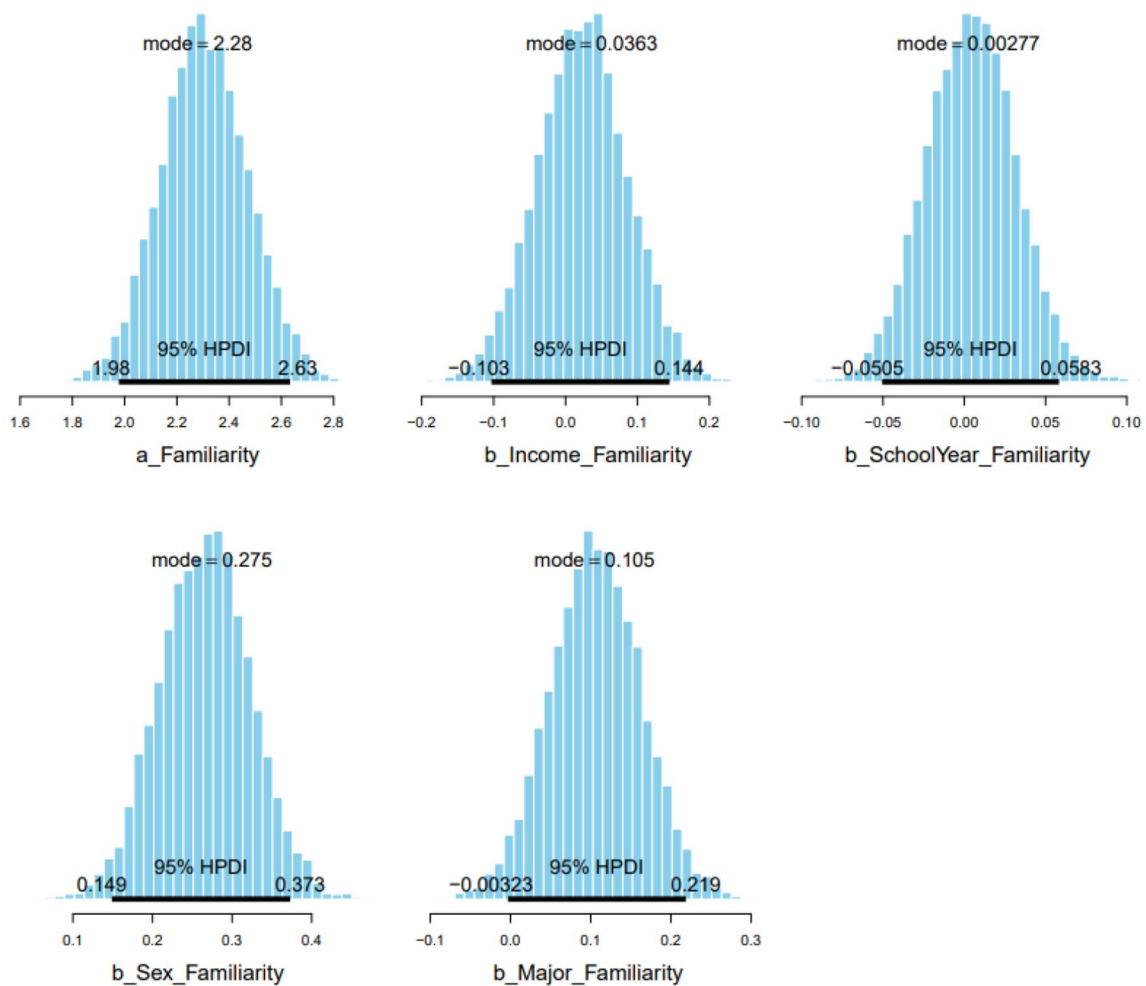 mode = 2.28
95% HPDI
1.98 2.63
1.6 1.8 2.0 2.2 2.4 2.6 2.8
a_Familiarity
mode = 0.0363
95% HPDI
−0.103 0.144
−0.2 −0.1 0.0 0.1 0.2
b_Income_Familiarity
mode = 0.00277
95% HPDI
−0.0505 0.0583
−0.10 −0.05 0.00 0.05 0.10
b_SchoolYear_Familiarity
mode = 0.275
95% HPDI
0.149 0.373
0.1 0.2 0.3 0.4
b_Sex_Familiarity
mode = 0.105
95% HPDI
−0.00323 0.219
−0.1 0.0 0.1 0.2 0.3
b_Major_Familiarity